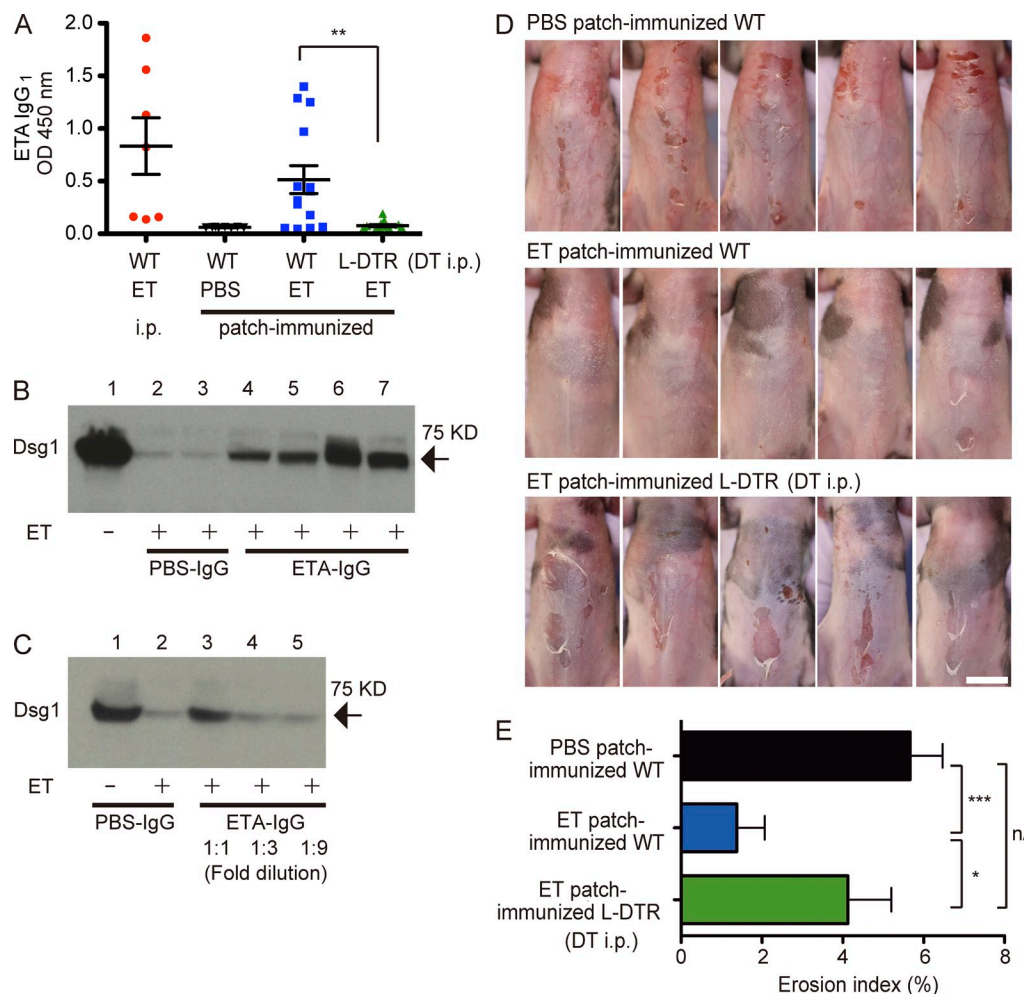 A
2.0
1.5
1.0
0.5
0.0
ETA IgG1
OD 450 nm
**
WT WT WT L-DTR (DT i.p.)
ET PBS ET ET
i.p. patch-immunized
B
1 2 3 4 5 6 7
Dsg1
75 KD
ET – + + + + + +
PBS-IgG ETA-IgG
C
1 2 3 4 5
Dsg1
75 KD
ET – + + + +
PBS-IgG ETA-IgG
1:1 1:3 1:9
(Fold dilution)
D
PBS patch-immunized WT
ET patch-immunized WT
ET patch-immunized L-DTR (DT i.p.)
E
PBS patch-
immunized WT
ET patch-
immunized WT
ET patch-
immunized L-DTR
(DT i.p.)
***
*
0 2 4 6 8
Erosion index (%)